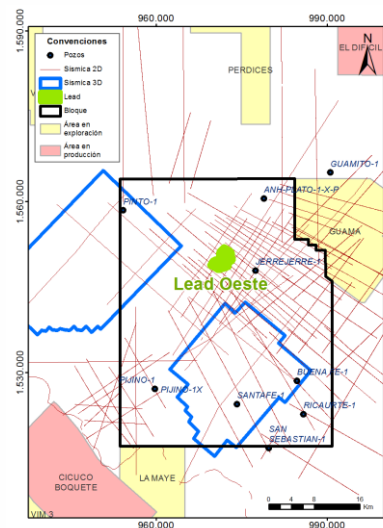 960.000
990.000
1.590.000
Convenciones
Pozos
Sísmica 2D
Sísmica 3D
Lead
Bloque
Área en
exploración
Área en
producción
N
EL DIFICIL
PERDICES
V
GUAMITO-1
1.560.000
ANH-PLATO-1-X-P
PINTO-1
GUAMA
JERREJERRE-1
Lead Oeste
1.530.000
BUENAFE-1
PIJINO-1
PIJINO-1X
SANTAFE-1
RICAURTE-1
SAN
SEBASTIAN-1
CICUCO
BOQUETE
LA MAYE
VIM 3
0 4 8 16
Km
960.000
990.000